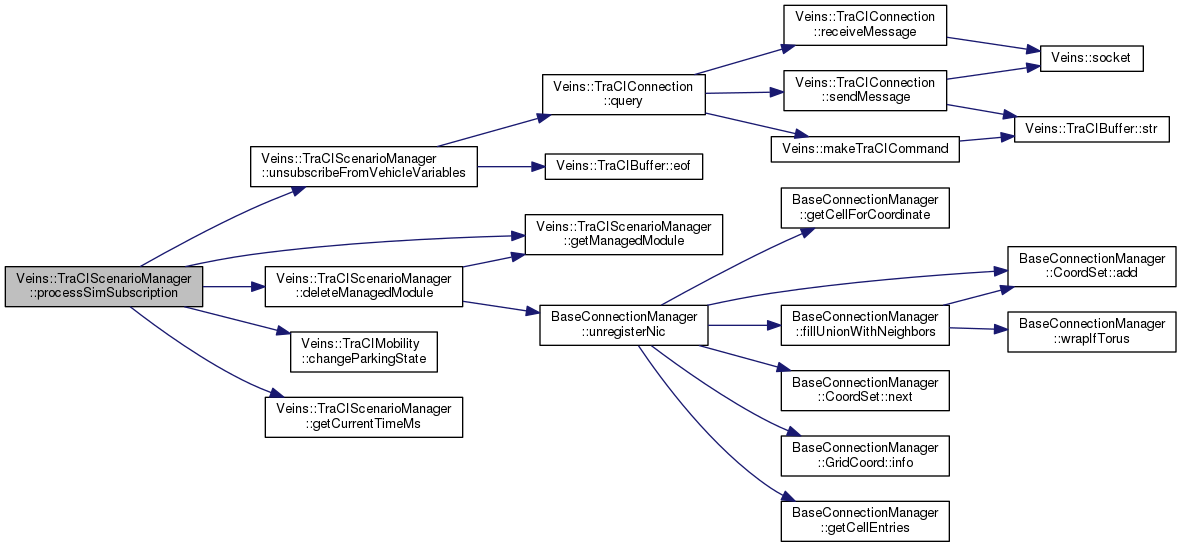 Veins::TraCIScenarioManager
::processSimSubscription
Veins::TraCIScenarioManager
::unsubscribeFromVehicleVariables
Veins::TraCIConnection
::query
Veins::TraCIConnection
::receiveMessage
Veins::socket
Veins::TraCIConnection
::sendMessage
Veins::TraCIBuffer::str
Veins::makeTraCICommand
Veins::TraCIBuffer::eof
Veins::TraCIScenarioManager
::getManagedModule
Veins::TraCIScenarioManager
::deleteManagedModule
BaseConnectionManager
::unregisterNic
BaseConnectionManager
::getCellForCoordinate
BaseConnectionManager
::CoordSet::add
BaseConnectionManager
::fillUnionWithNeighbors
BaseConnectionManager
::wrapIfTorus
BaseConnectionManager
::CoordSet::next
BaseConnectionManager
::GridCoord::info
BaseConnectionManager
::getCellEntries
Veins::TraCIMobility
::changeParkingState
Veins::TraCIScenarioManager
::getCurrentTimeMs